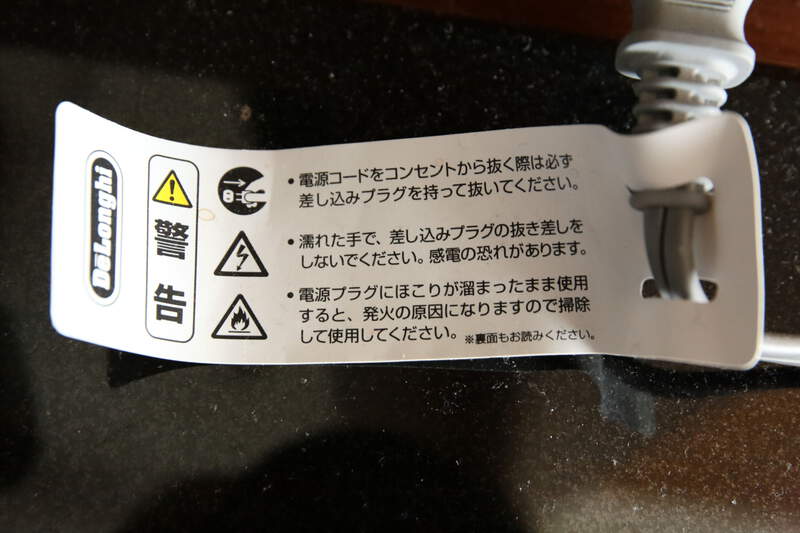 DeLonghi
警告
• 電源コードをコンセントから抜く際は必ず
差し込みプラグを持って抜いてください。
• 濡れた手で、差し込みプラグの抜き差しを
しないでください。感電の恐れがあります。
• 電源プラグにほこりが溜まったまま使用
すると、発火の原因になりますので掃除
して使用してください。 ※裏面もお読みください。